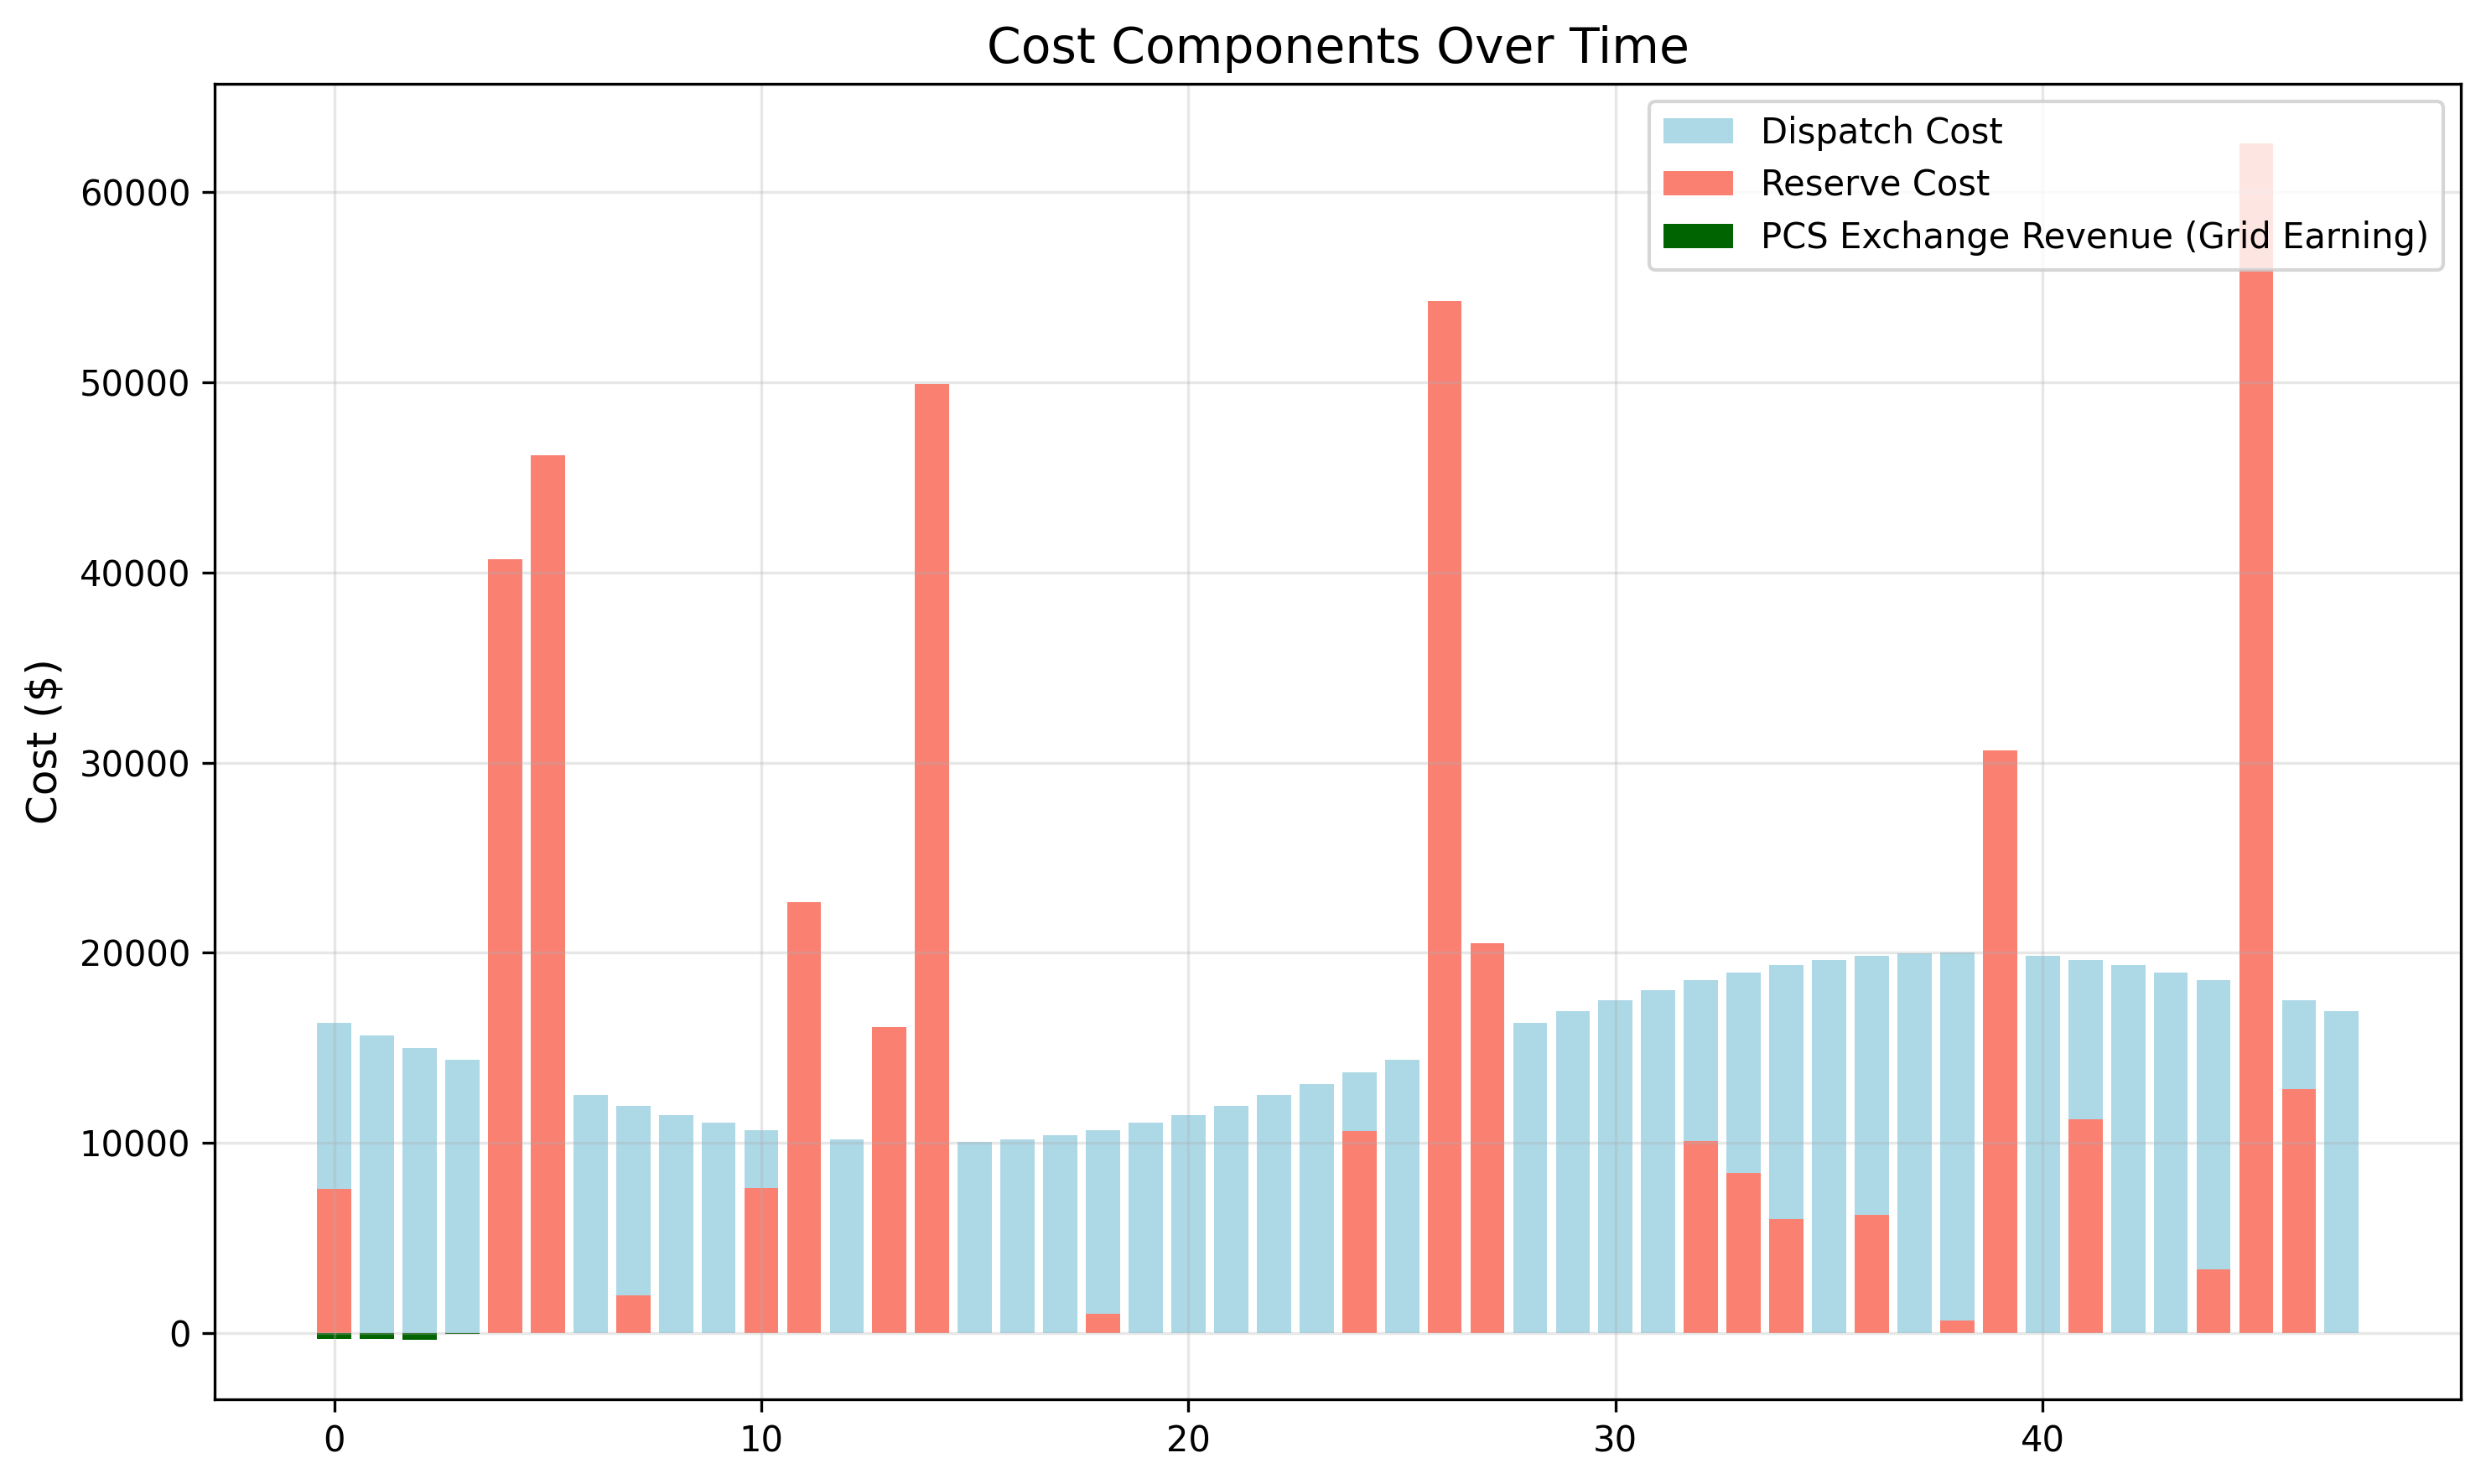 Cost Components Over Time
Dispatch Cost
Reserve Cost
PCS Exchange Revenue (Grid Earning)
Cost ($)
60000
50000
40000
30000
20000
10000
0
0 10 20 30 40